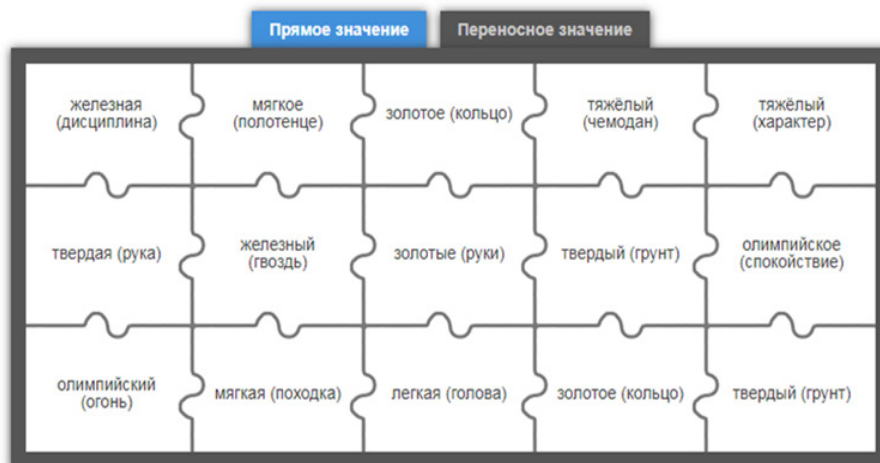 Прямое значение
Переносное значение
железная
(дисциплина)
мягкое
(полотенце)
золотое (кольцо)
тяжёлый
(чемодан)
тяжёлый
(характер)
твердая (рука)
железный
(гвоздь)
золотые (руки)
твердый (грунт)
олимпийское
(спокойствие)
олимпийский
(огонь)
мягкая (походка)
легкая (голова)
золотое (кольцо)
твердый (грунт)